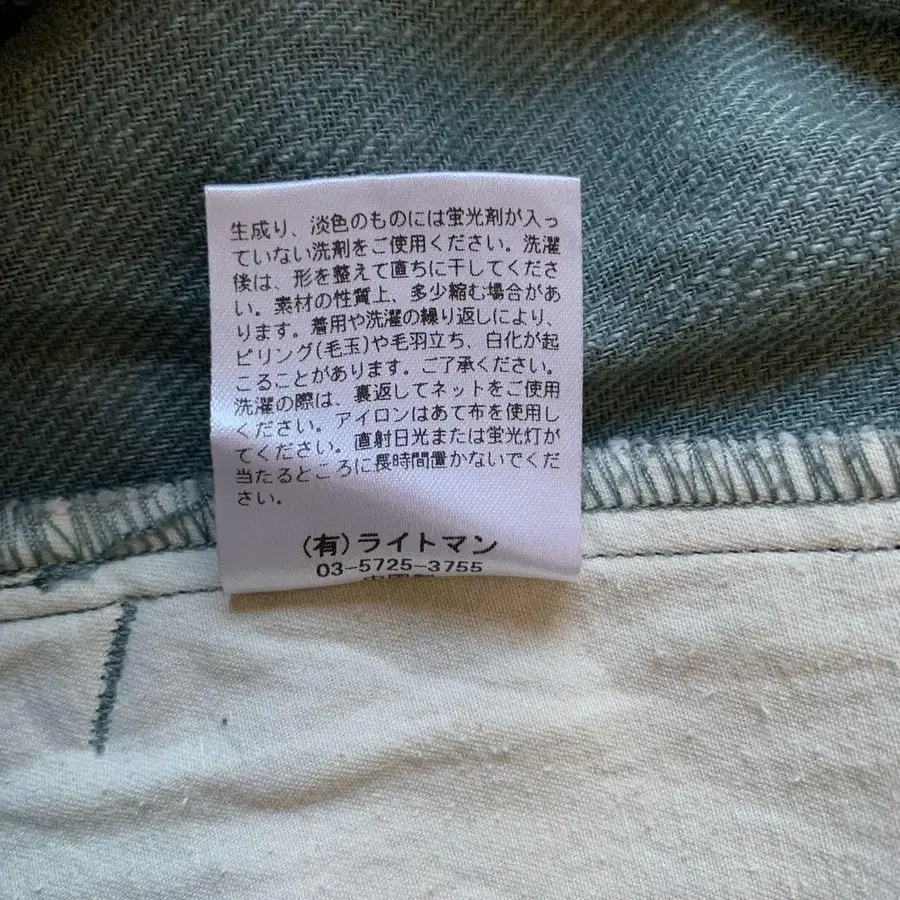 生成り、淡色のものには蛍光剤が入っ
ていない洗剤をご使用ください。洗濯
後は、形を整えて直ちに干してくださ
い。素材の性質上、多少縮む場合があ
ります。着用や洗濯の繰り返しにより、
ピリング(毛玉)や毛羽立ち、白化が起
こることがあります。ご了承ください。
洗濯の際は、裏返してネットをご使用
ください。アイロンはあて布を使用し
てください。直射日光または蛍光灯が
当たるところに長時間置かないでくだ
さい。
(有)ライトマン
03-5725-3755